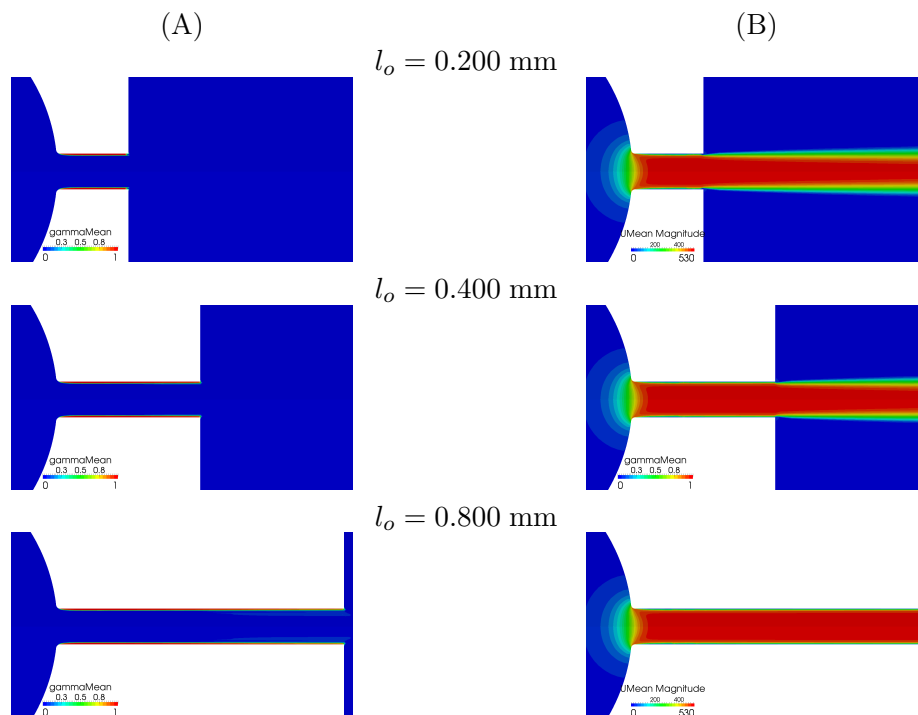 (A) (B)
l_o = 0.200 mm
gammaMean
0.3 0.5 0.8
0 1
UMean Magnitude
200 400
0 530
l_o = 0.400 mm
gammaMean
0.3 0.5 0.8
0 1
gammaMean
0.3 0.5 0.8
0 1
l_o = 0.800 mm
gammaMean
0.3 0.5 0.8
0 1
UMean Magnitude
200 400
0 530